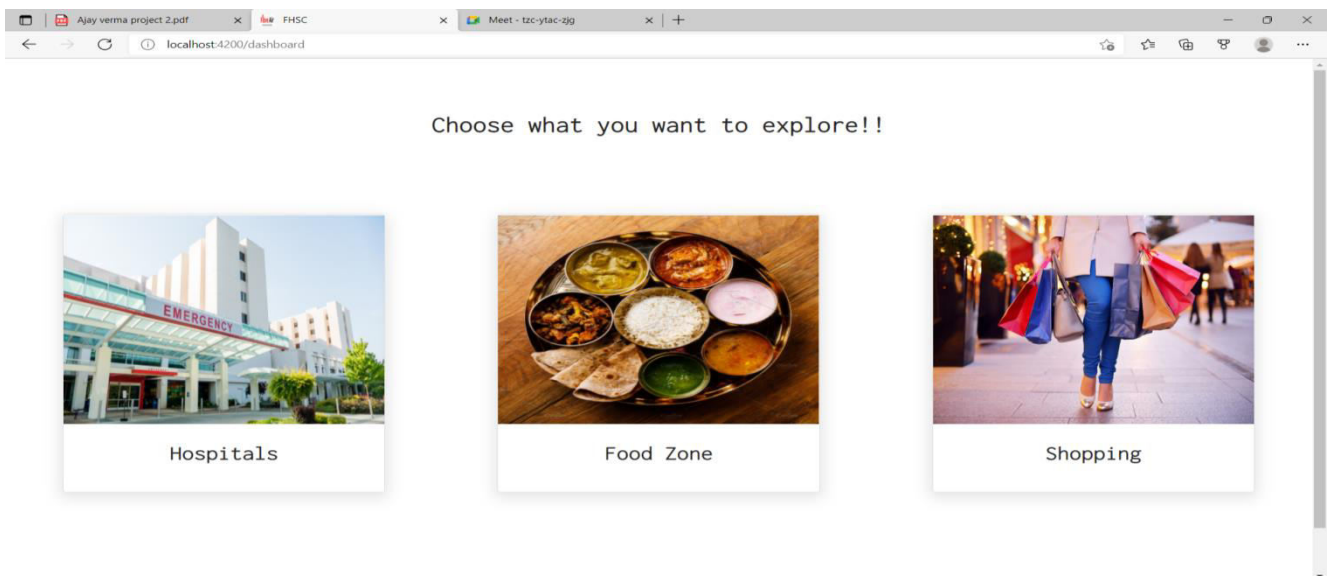 Ajay verma project 2.pdf
FHSC
Meet - tzc-ytac-zjg
localhost:4200/dashboard
Choose what you want to explore!!
EMERGENCY
Hospitals
Food Zone
Shopping